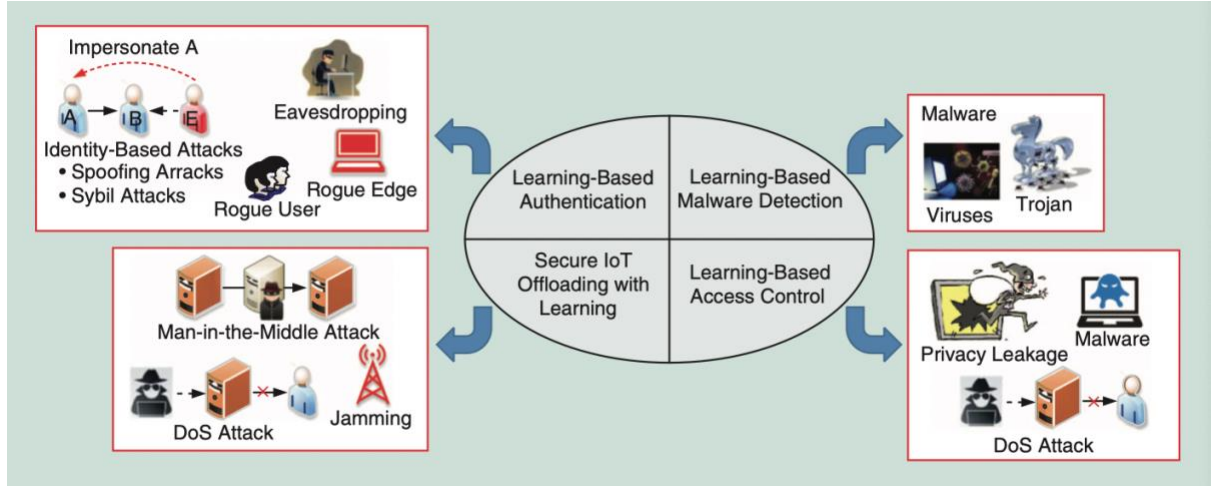 Impersonate A
A
B
E
Eavesdropping
Identity-Based Attacks
• Spoofing Arracks
• Sybil Attacks
Rogue User
Rogue Edge
Learning-Based
Authentication
Learning-Based
Malware Detection
Secure IoT
Offloading with
Learning
Learning-Based
Access Control
Malware
Viruses
Trojan
Man-in-the-Middle Attack
DoS Attack
Jamming
Privacy Leakage
Malware
DoS Attack